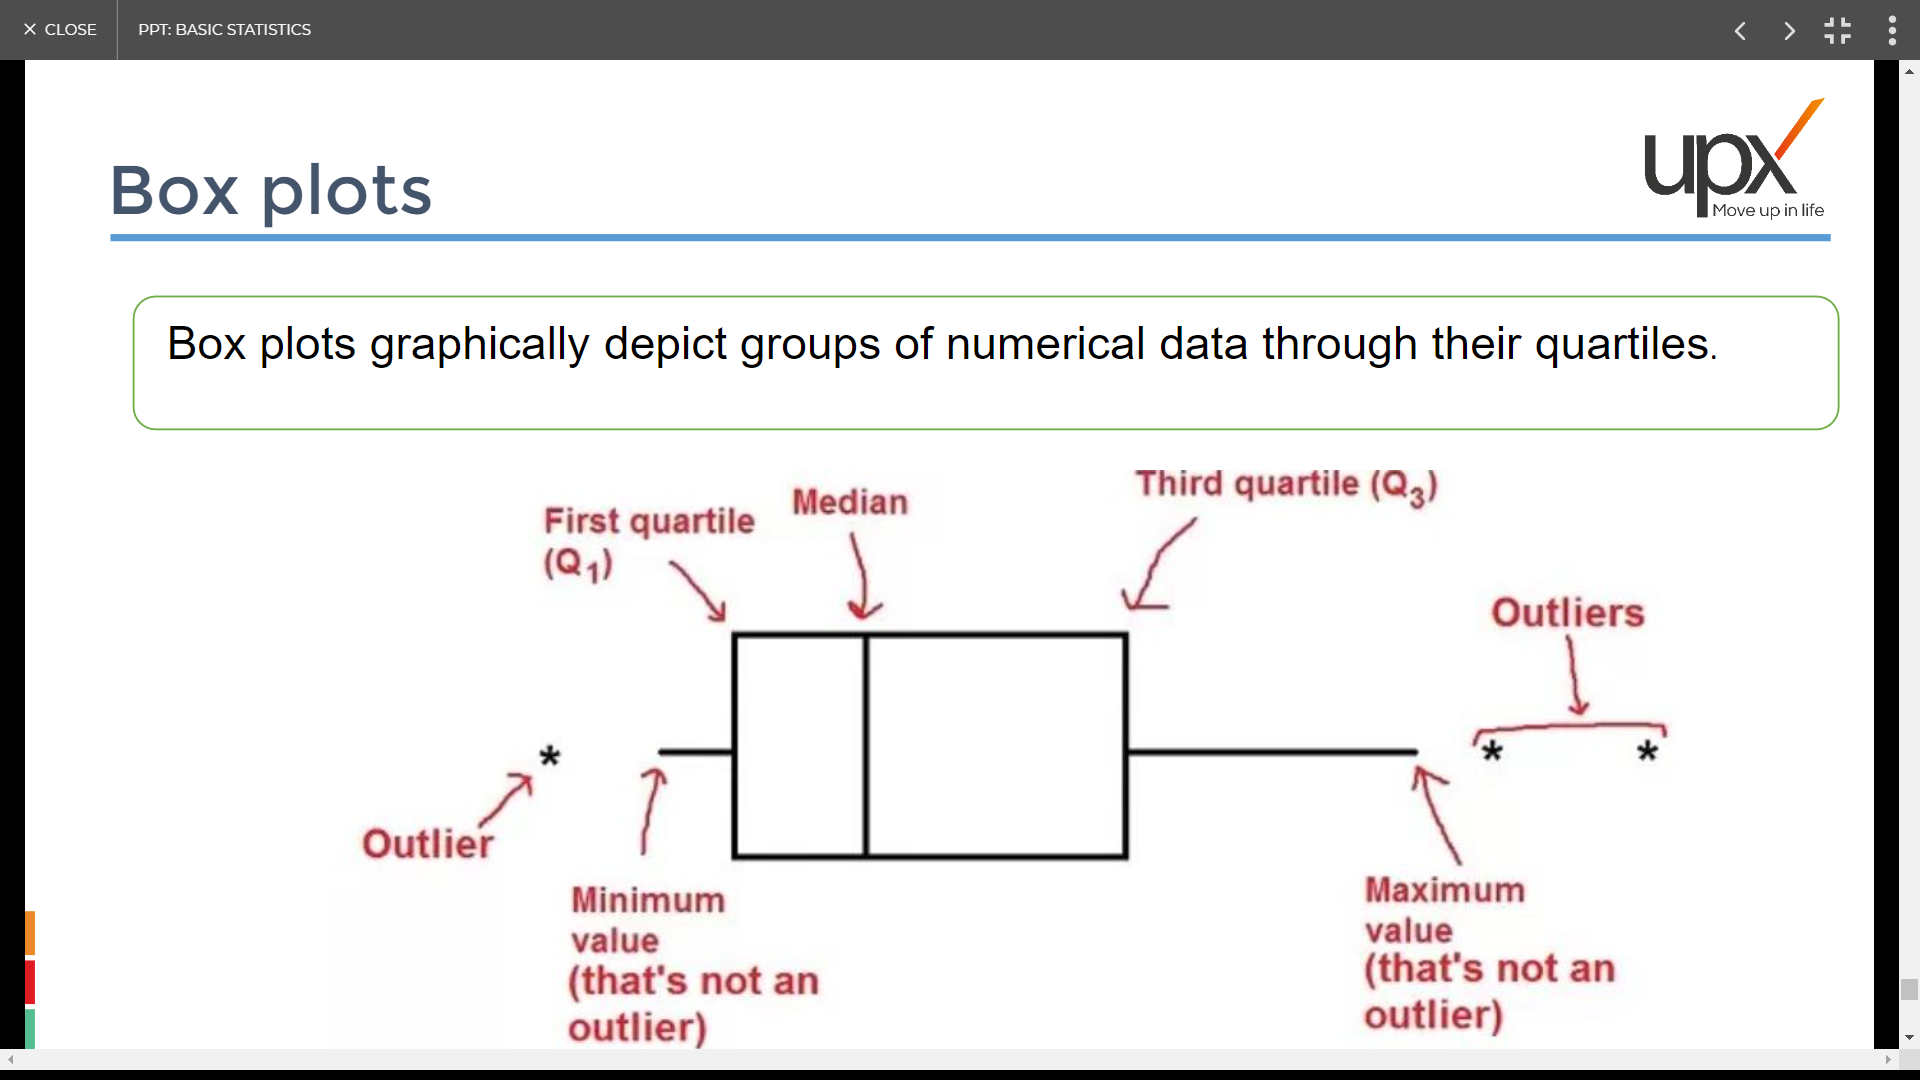 CLOSE
PPT: BASIC STATISTICS
upx
Move up in life
Box plots
Box plots graphically depict groups of numerical data through their quartiles.
First quartile
(Q1)
Median
Third quartile (Q3)
Outliers
*
*
*
Outlier
Minimum
value
(that's not an
outlier)
Maximum
value
(that's not an
outlier)